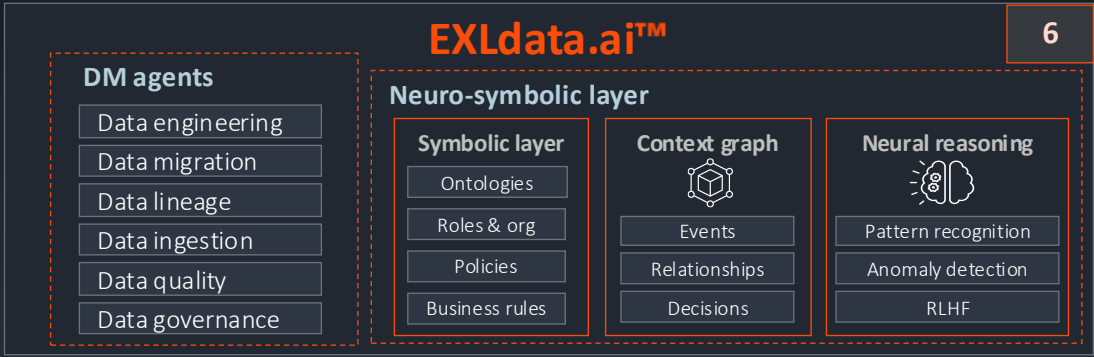 EXLdata.ai™
6
DM agents
Data engineering
Data migration
Data lineage
Data ingestion
Data quality
Data governance
Neuro-symbolic layer
Symbolic layer
Ontologies
Roles & org
Policies
Business rules
Context graph
Events
Relationships
Decisions
Neural reasoning
Pattern recognition
Anomaly detection
RLHF